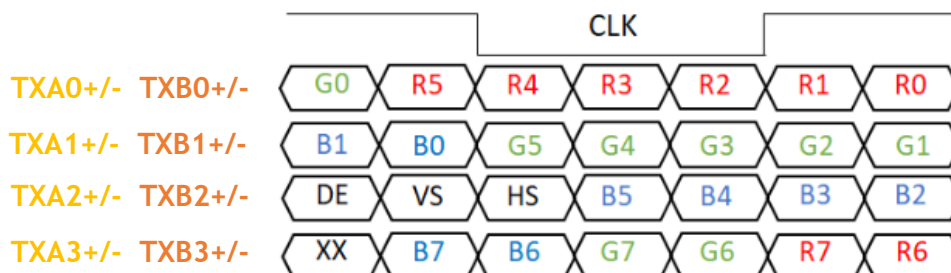 CLK
TXA0+/- TXB0+/- G0 R5 R4 R3 R2 R1 R0
TXA1+/- TXB1+/- B1 B0 G5 G4 G3 G2 G1
TXA2+/- TXB2+/- DE VS HS B5 B4 B3 B2
TXA3+/- TXB3+/- XX B7 B6 G7 G6 R7 R6